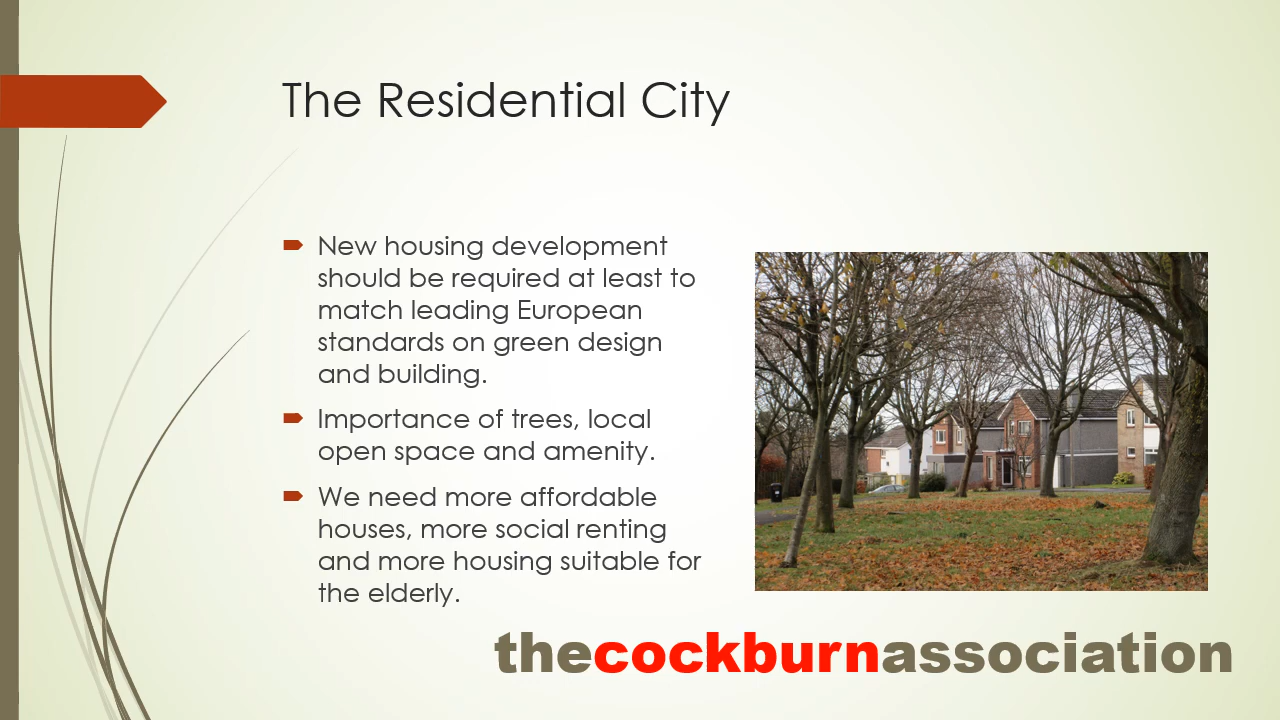 The Residential City
New housing development
should be required at least to
match leading European
standards on green design
and building.
Importance of trees, local
open space and amenity.
We need more affordable
houses, more social renting
and more housing suitable for
the elderly.
thecockburnassociation